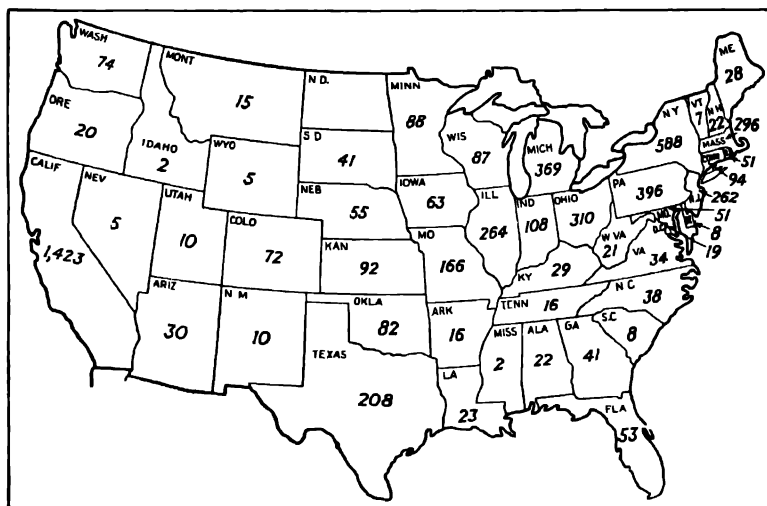 WASH
74
ORE
20
CALIF
1,423
NEV
5
IDAHO
2
MONT
15
WYO
5
UTAH
10
ARIZ
30
COLO
72
N M
10
N D.
S D
41
NEB
55
KAN
92
OKLA
82
TEXAS
208
MINN
88
IOWA
63
MO
166
ARK
16
LA
23
WIS
87
ILL
264
MICH
369
IND
108
OHIO
310
KY
29
TENN
16
MISS
2
ALA
22
GA
41
FLA
53
S.C
8
N C
38
VA
34
W VA
21
PA
396
N Y
588
VT
7
N H
22
ME
28
MASS
296
51
94
262
51
8
19